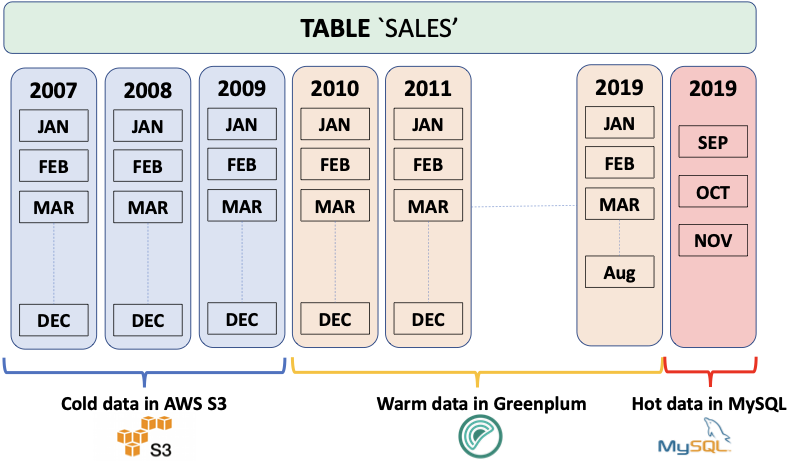 TABLE `SALES’
2007
JAN
FEB
MAR
DEC
2008
JAN
FEB
MAR
DEC
2009
JAN
FEB
MAR
DEC
2010
JAN
FEB
MAR
DEC
2011
JAN
FEB
MAR
DEC
2019
JAN
FEB
MAR
Aug
2019
SEP
OCT
NOV
Cold data in AWS S3
Warm data in Greenplum
Hot data in MySQL
S3
MySQL